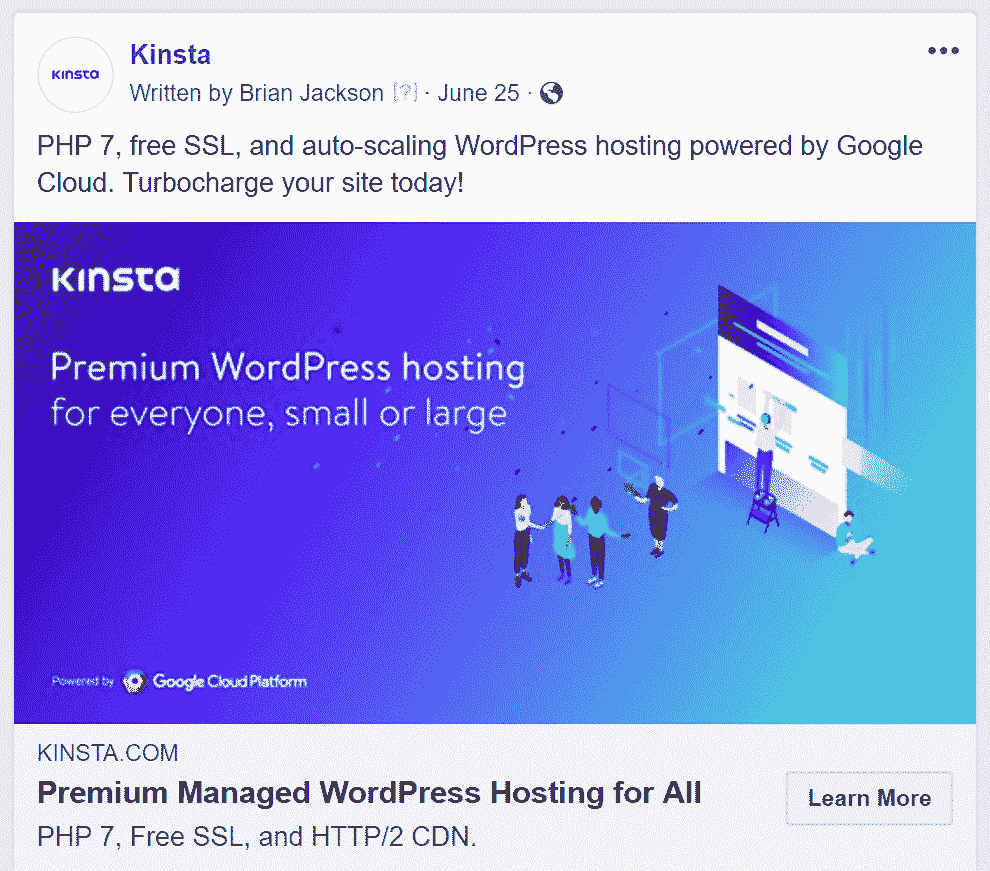 Kinsta
KINSTA
Written by Brian Jackson [?] · June 25 ·
PHP 7, free SSL, and auto-scaling WordPress hosting powered by Google
Cloud. Turbocharge your site today!
KINSTA
Premium WordPress hosting
for everyone, small or large
Powered by Google Cloud Platform
KINSTA.COM
Premium Managed WordPress Hosting for All
Learn More
PHP 7, Free SSL, and HTTP/2 CDN.